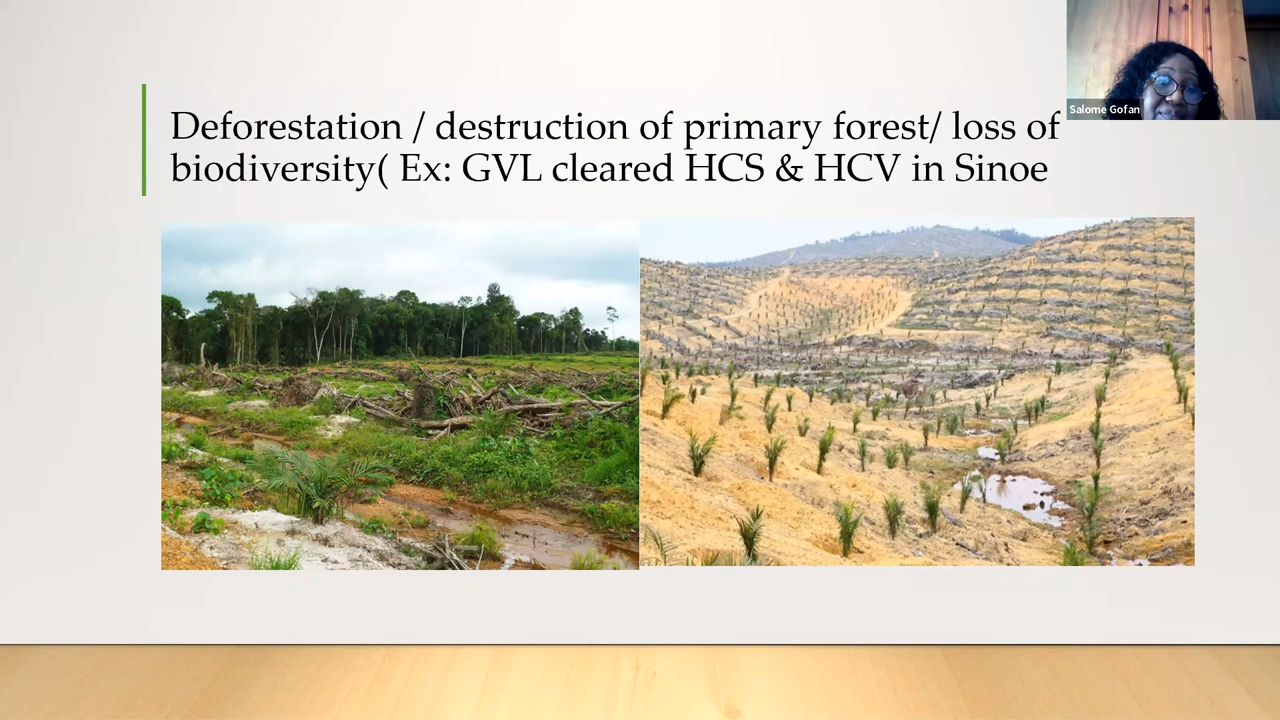 Deforestation / destruction of primary forest/ loss of
biodiversity( Ex: GVL cleared HCS & HCV in Sinoe
Salome Gofan